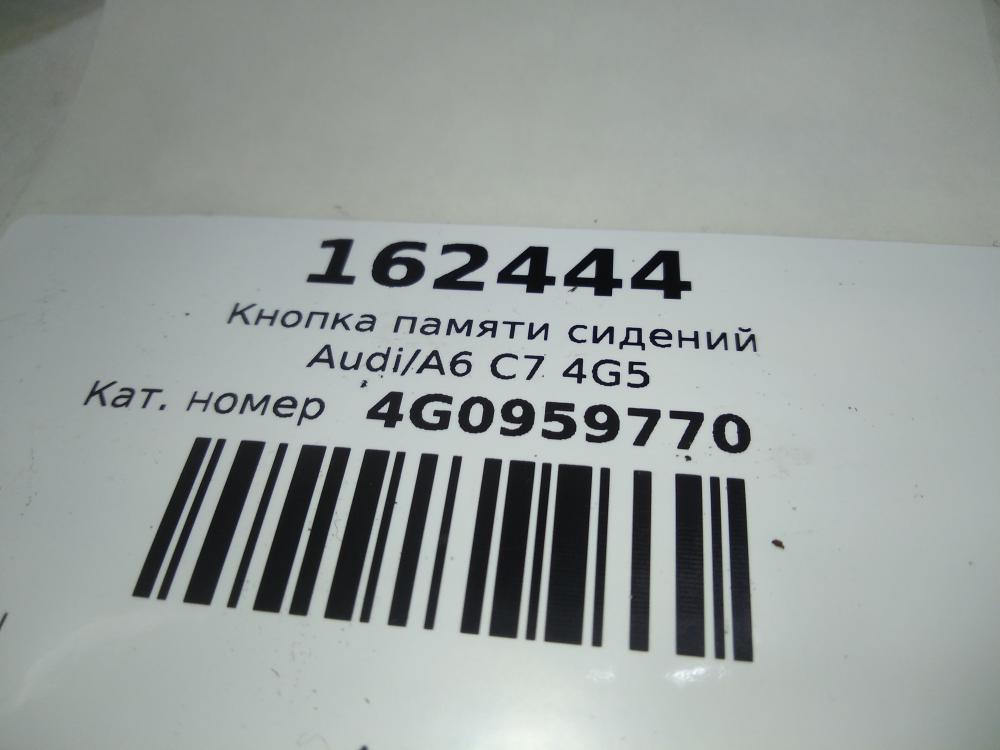 162444
Кнопка памяти сидений
Audi/A6 C7 4G5
Кат. номер 4G0959770